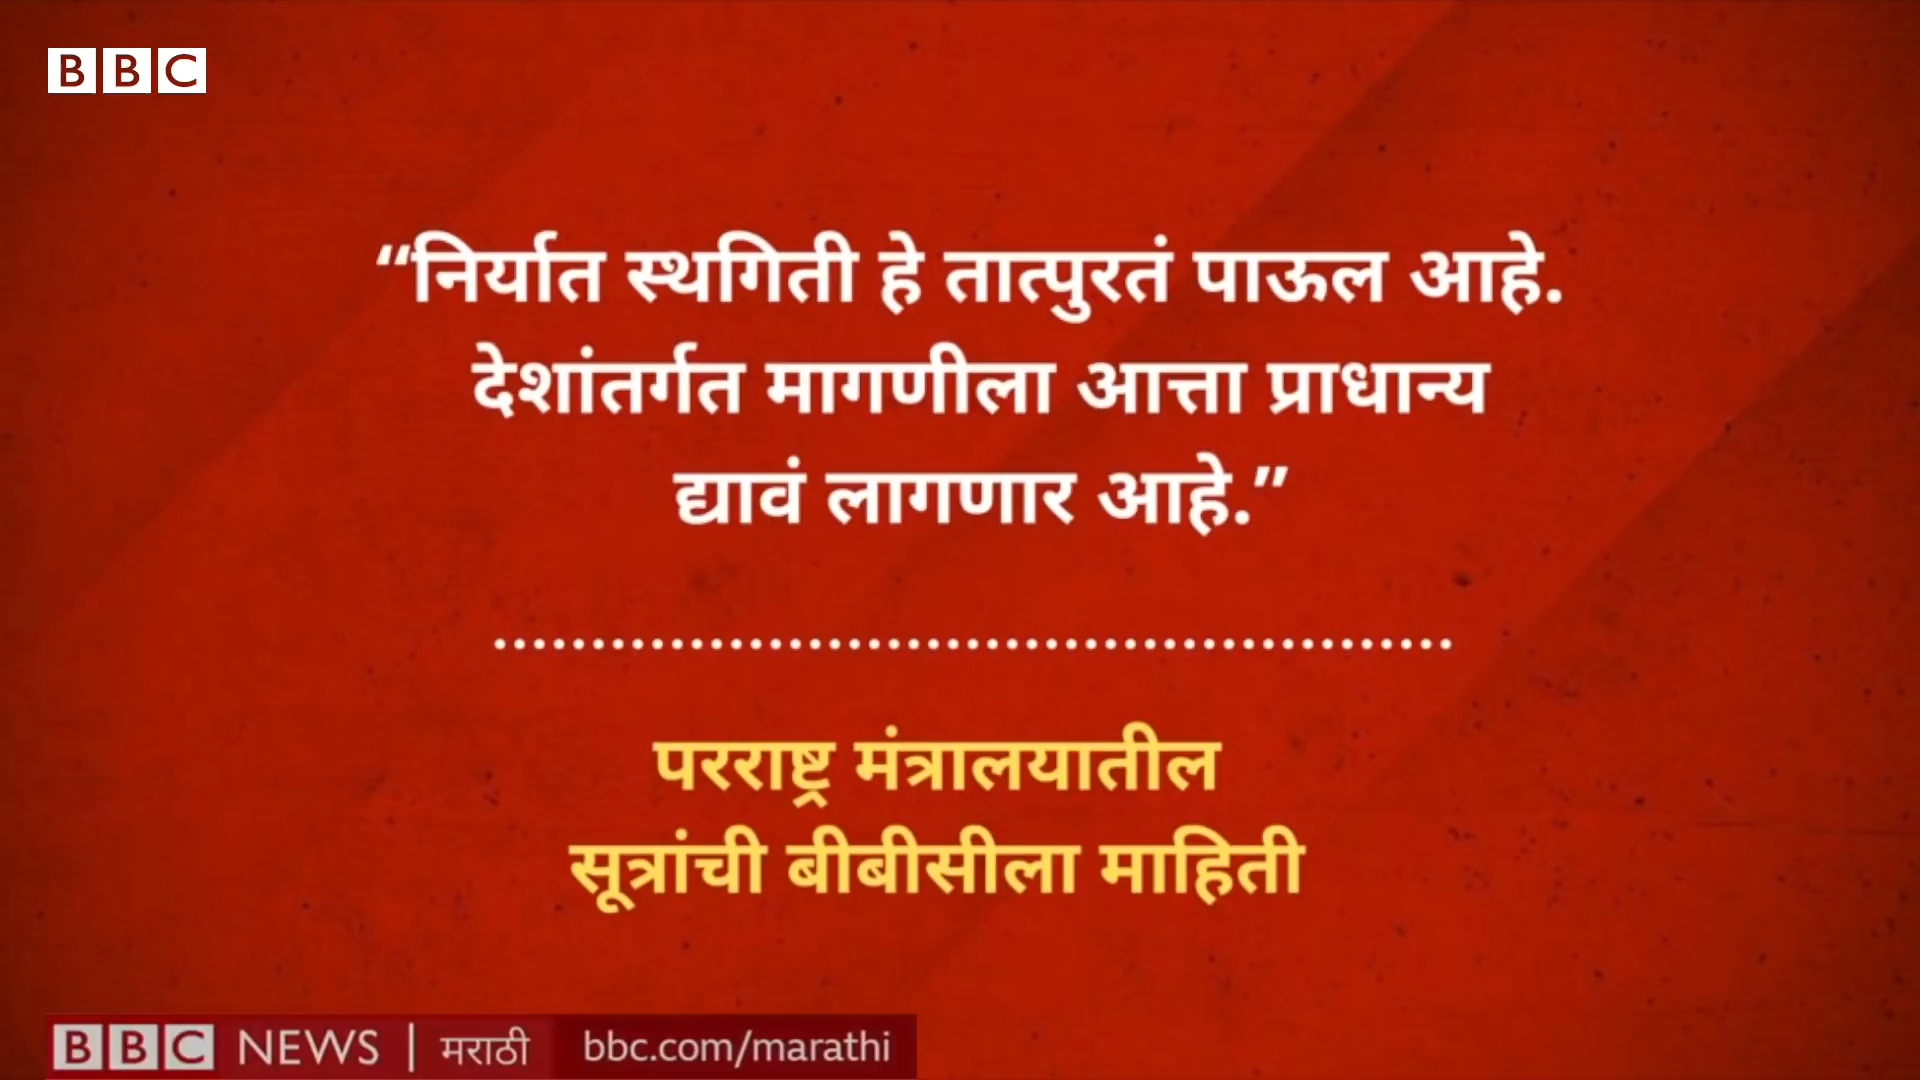 BBC
“निर्यात स्थगिती हे तात्पुरतं पाऊल आहे.
देशांतर्गत मागणीला आत्ता प्राधान्य
द्यावं लागणार आहे.”
परराष्ट्र मंत्रालयातील
सूत्रांची बीबीसीला माहिती
BBC NEWS | मराठी bbc.com/marathi